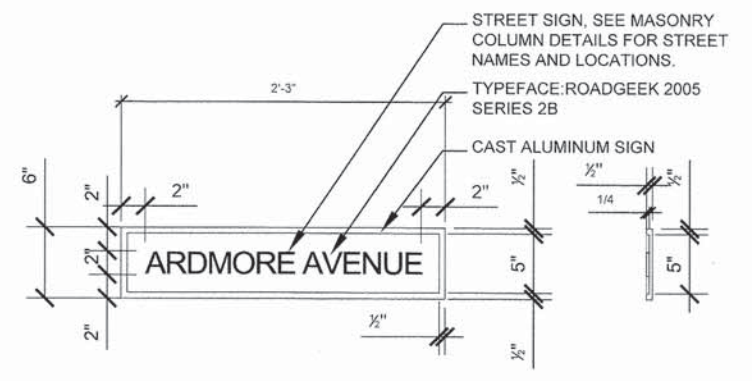 STREET SIGN, SEE MASONRY
COLUMN DETAILS FOR STREET
NAMES AND LOCATIONS.
TYPEFACE:ROADGEEK 2005
SERIES 2B
CAST ALUMINUM SIGN
2'-3"
6"
2"
2"
2"
2"
2"
ARDMORE AVENUE
½"
½"
5"
½"
½"
1/4
½"
5"